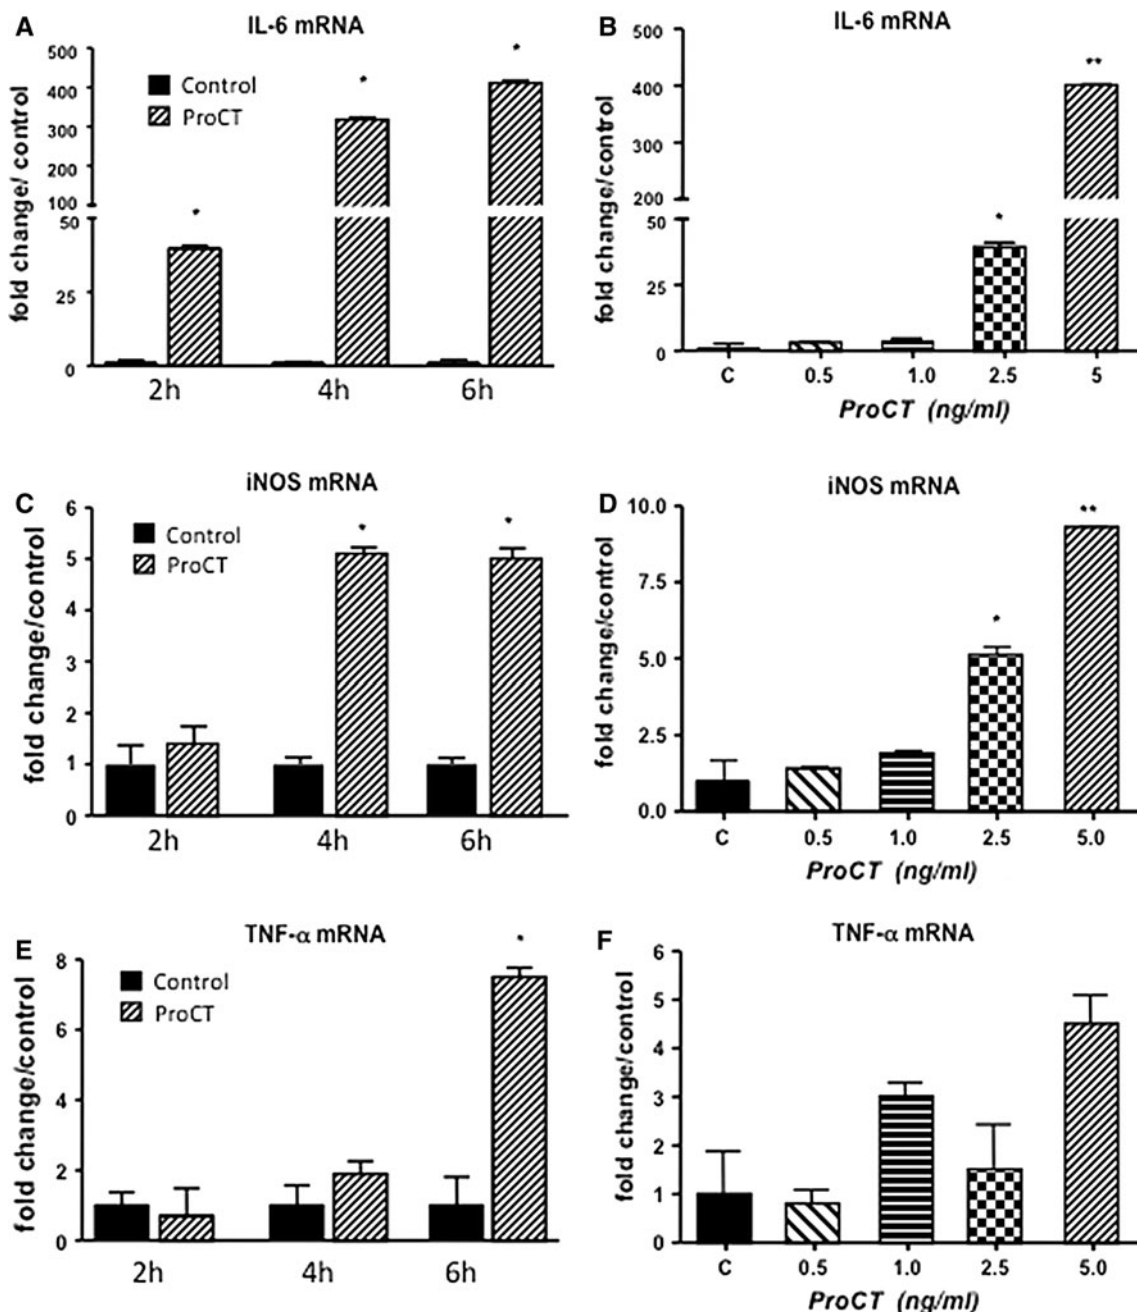 A
IL-6 mRNA
fold change/ control
500
400
300
200
100
50
25
0
Control
ProCT
*
*
*
2h
4h
6h
B
IL-6 mRNA
fold change/control
500
400
300
200
50
25
0
*
**
C
0.5
1.0
2.5
5
ProCT (ng/ml)
C
iNOS mRNA
fold change/control
6
5
4
3
2
1
0
Control
ProCT
*
*
2h
4h
6h
D
iNOS mRNA
fold change/control
10.0
7.5
5.0
2.5
0.0
*
**
C
0.5
1.0
2.5
5.0
ProCT (ng/ml)
E
TNF-α mRNA
fold change/control
8
6
4
2
0
Control
ProCT
*
2h
4h
6h
F
TNF-α mRNA
fold change/control
6
5
4
3
2
1
0
C
0.5
1.0
2.5
5.0
ProCT (ng/ml)